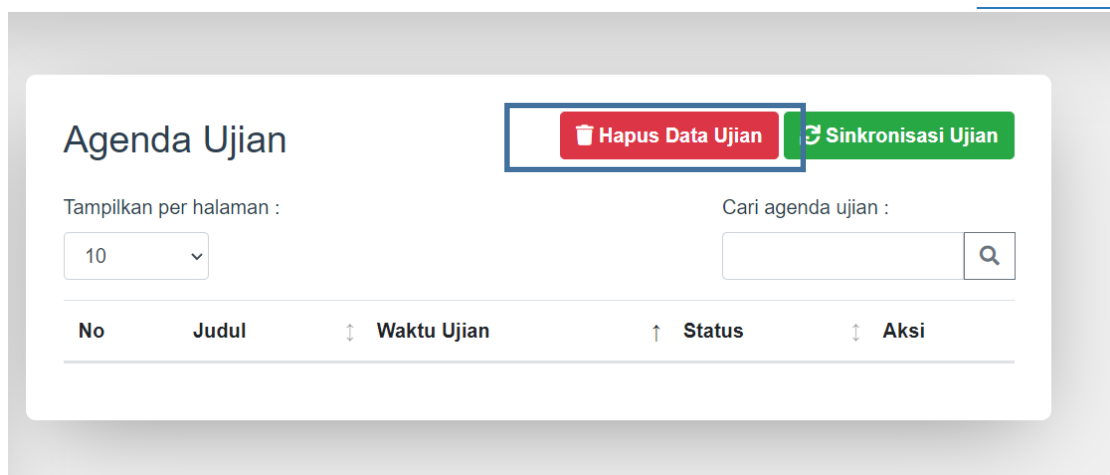 Agenda Ujian
Hapus Data Ujian
Sinkronisasi Ujian
Tampilkan per halaman :
Cari agenda ujian :
10
No Judul Waktu Ujian Status Aksi